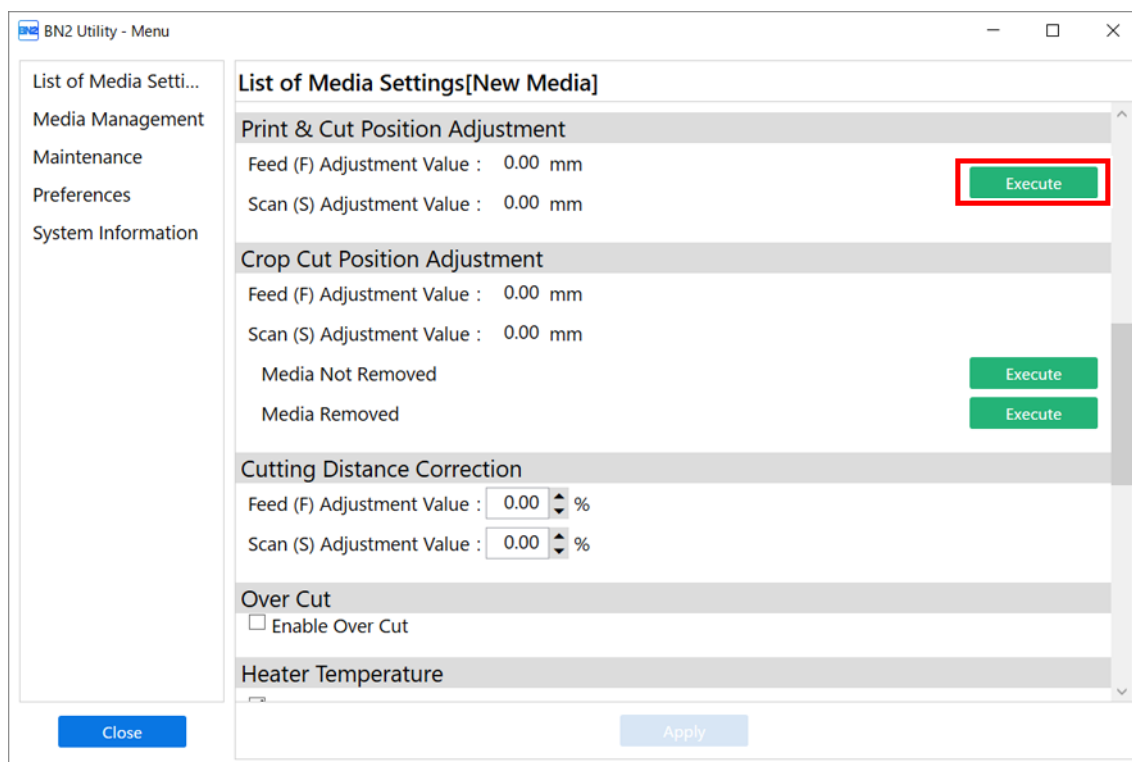 BN2 BN2 Utility - Menu
List of Media Setti...
Media Management
Maintenance
Preferences
System Information
List of Media Settings[New Media]
Print & Cut Position Adjustment
Feed (F) Adjustment Value : 0.00 mm
Scan (S) Adjustment Value : 0.00 mm
Execute
Crop Cut Position Adjustment
Feed (F) Adjustment Value : 0.00 mm
Scan (S) Adjustment Value : 0.00 mm
Media Not Removed Execute
Media Removed Execute
Cutting Distance Correction
Feed (F) Adjustment Value : 0.00 %
Scan (S) Adjustment Value : 0.00 %
Over Cut
Enable Over Cut
Heater Temperature
Close
Apply